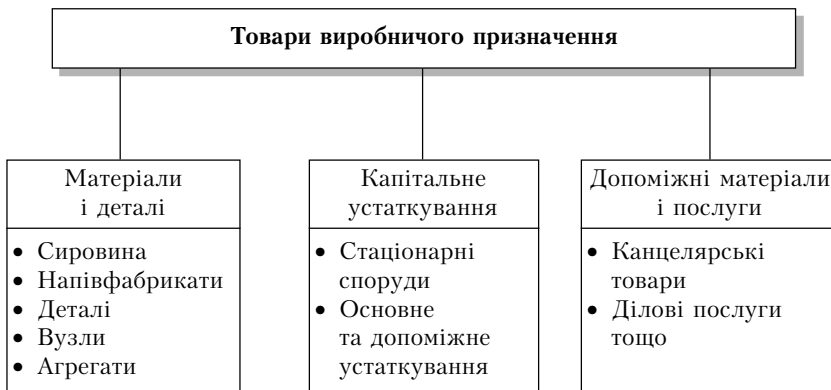 Товари виробничого призначення
Матеріали
і деталі
• Сировина
• Напівфабрикати
• Деталі
• Вузли
• Агрегати
Капітальне
устаткування
• Стаціонарні
споруди
• Основне
та допоміжне
устаткування
Допоміжні матеріали
і послуги
• Канцелярські
товари
• Ділові послуги
тощо